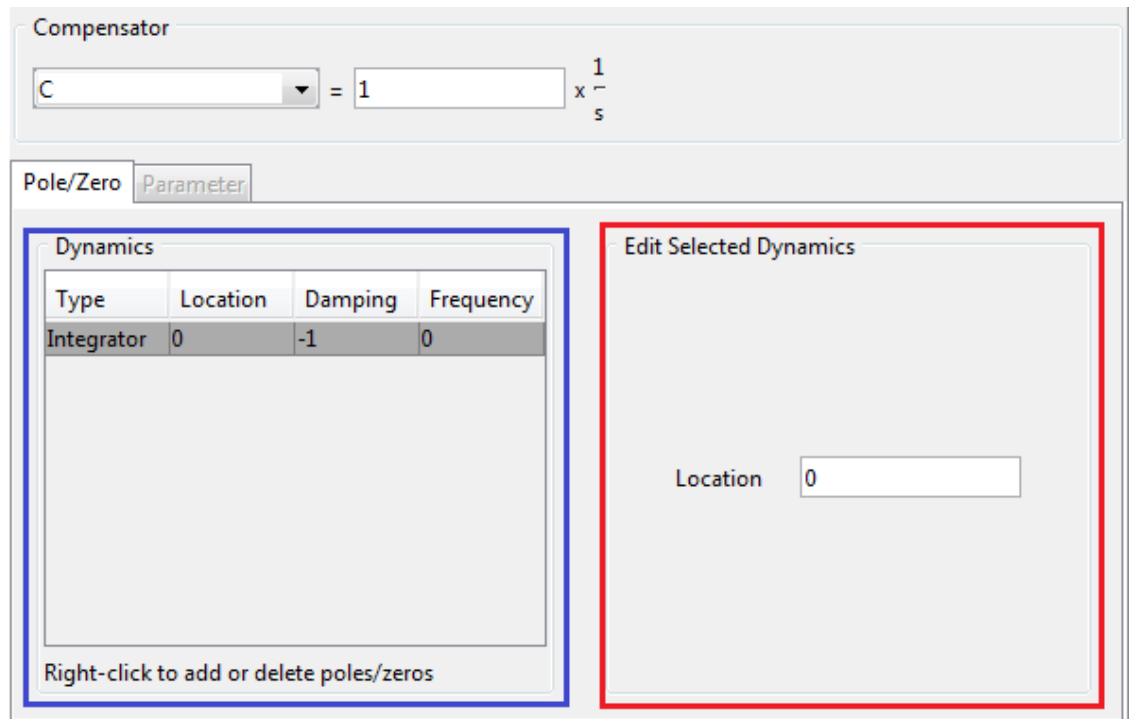 Compensator
C = 1 x 1
s
Pole/Zero Parameter
Dynamics
Type Location Damping Frequency
Integrator 0 -1 0
Right-click to add or delete poles/zeros
Edit Selected Dynamics
Location 0